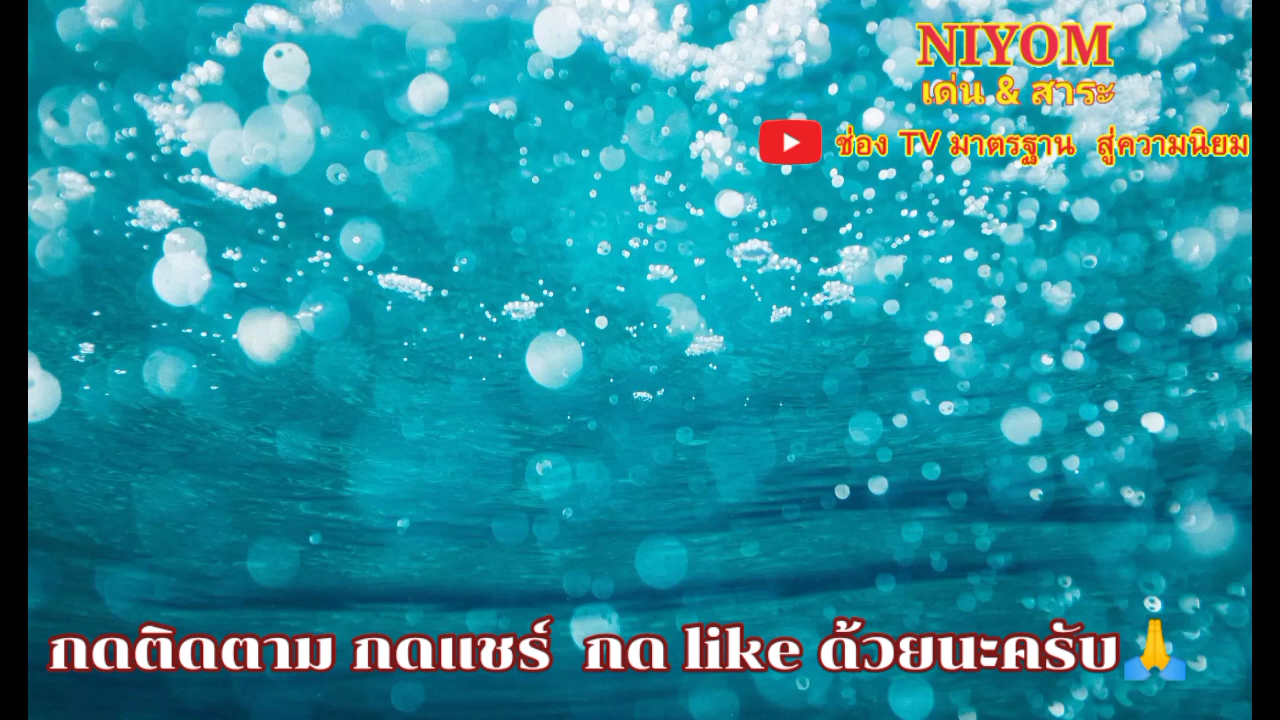 NIYOM
เด่น & สาระ
ช่อง TV มาตรฐาน สู่ความนิยม
กดติดตาม กดแชร์ กด like ด้วยนะครับ🙏